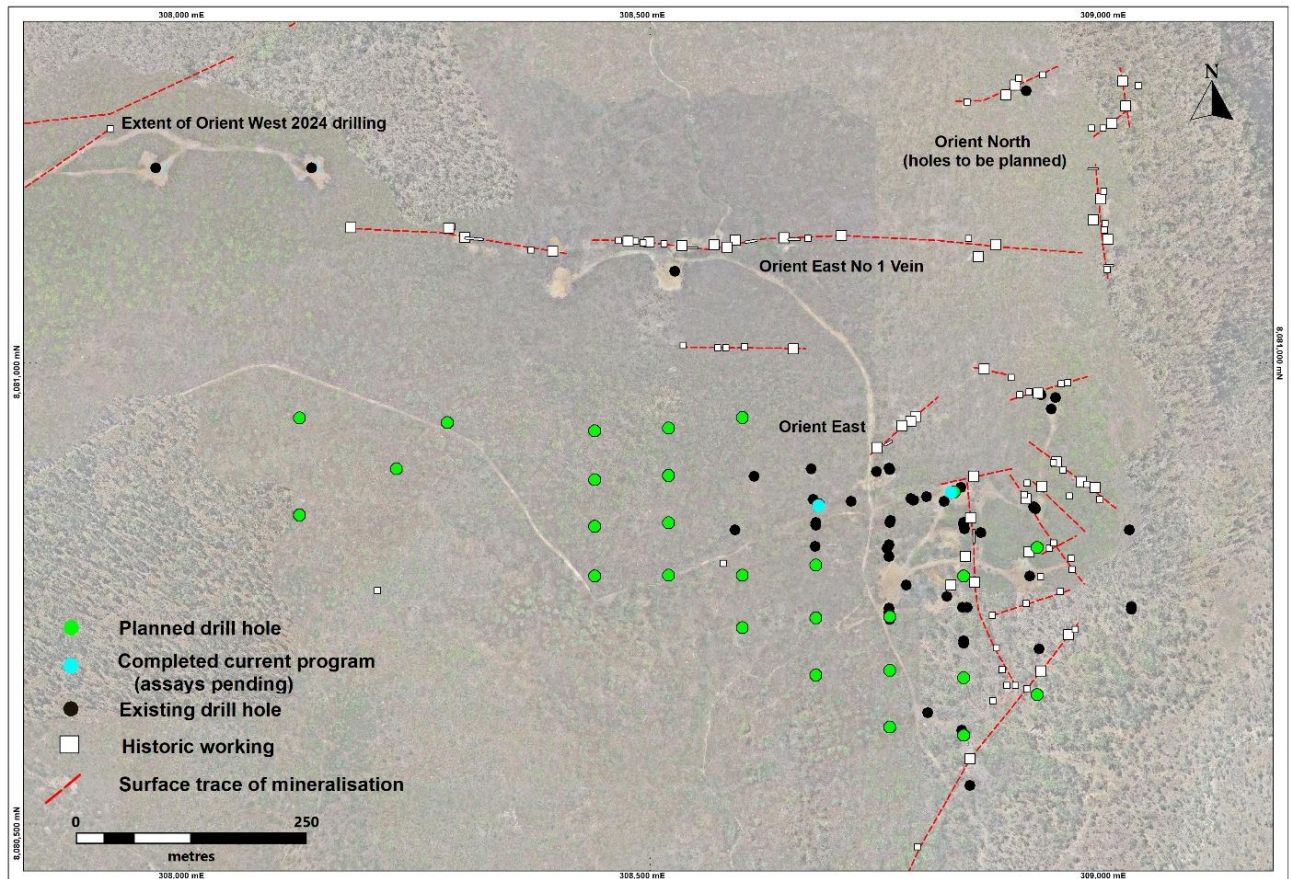 308,000 mE
308,500 mE
309,000 mE
N
Extent of Orient West 2024 drilling
Orient North
(holes to be planned)
Orient East No 1 Vein
8,081,000 mN
8,081,000 mN
Orient East
Planned drill hole
Completed current program
(assays pending)
Existing drill hole
Historic working
Surface trace of mineralisation
0
250
metres
8,080,500 mN
308,000 mE
308,500 mE
309,000 mE